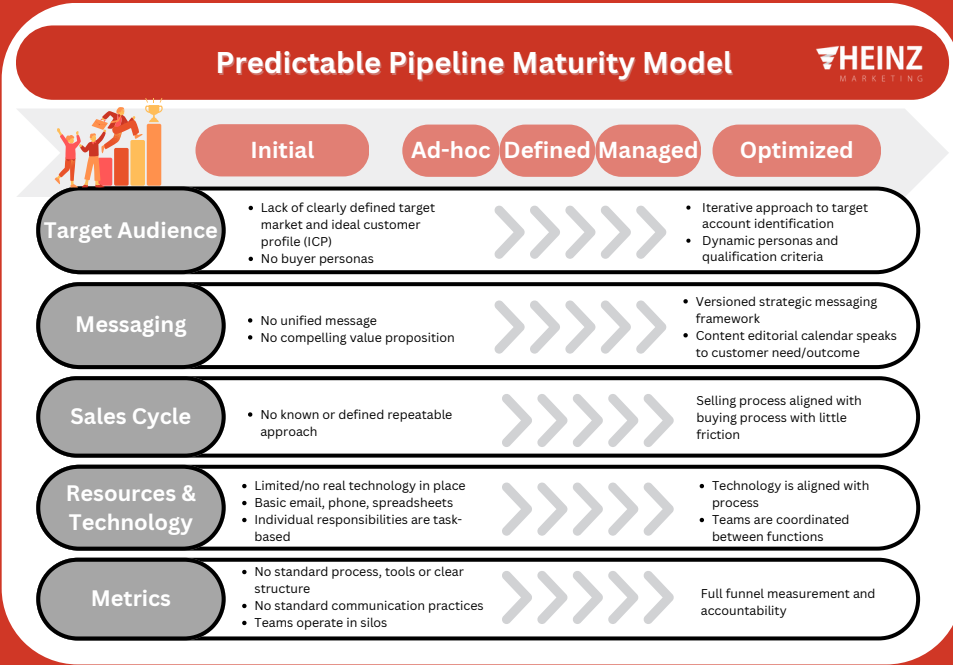 Predictable Pipeline Maturity Model
HEINZ
MARKETING
Initial
Ad-hoc
Defined
Managed
Optimized
Target Audience
• Lack of clearly defined target
market and ideal customer
profile (ICP)
• No buyer personas
• Iterative approach to target
account identification
• Dynamic personas and
qualification criteria
Messaging
• No unified message
• No compelling value proposition
• Versioned strategic messaging
framework
• Content editorial calendar speaks
to customer need/outcome
Sales Cycle
• No known or defined repeatable
approach
Selling process aligned with
buying process with little
friction
Resources &
Technology
• Limited/no real technology in place
• Basic email, phone, spreadsheets
• Individual responsibilities are task-
based
• Technology is aligned with
process
• Teams are coordinated
between functions
Metrics
• No standard process, tools or clear
structure
• No standard communication practices
• Teams operate in silos
Full funnel measurement and
accountability